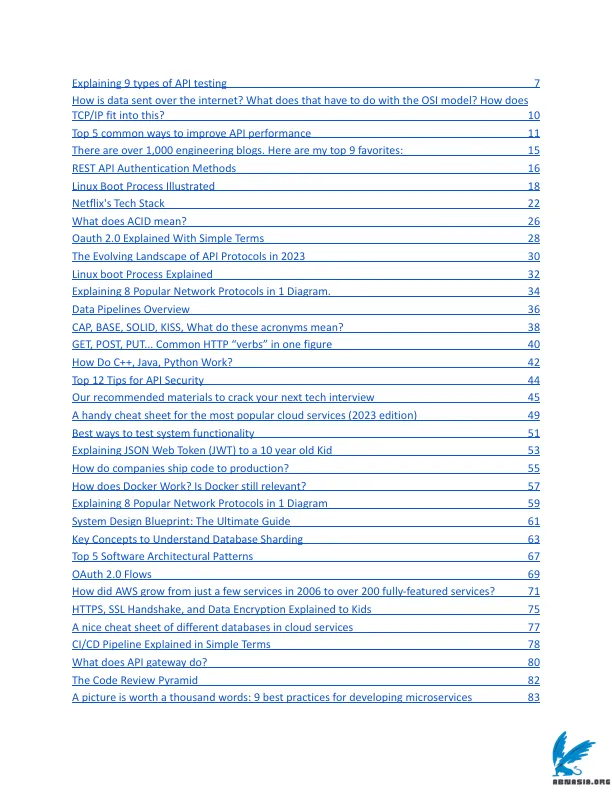 Explaining 9 types of API testing 7
How is data sent over the internet? What does that have to do with the OSI model? How does
TCP/IP fit into this? 10
Top 5 common ways to improve API performance 11
There are over 1,000 engineering blogs. Here are my top 9 favorites: 15
REST API Authentication Methods 16
Linux Boot Process Illustrated 18
Netflix's Tech Stack 22
What does ACID mean? 26
Oauth 2.0 Explained With Simple Terms 28
The Evolving Landscape of API Protocols in 2023 30
Linux boot Process Explained 32
Explaining 8 Popular Network Protocols in 1 Diagram. 34
Data Pipelines Overview 36
CAP, BASE, SOLID, KISS, What do these acronyms mean? 38
GET, POST, PUT... Common HTTP “verbs” in one figure 40
How Do C++, Java, Python Work? 42
Top 12 Tips for API Security 44
Our recommended materials to crack your next tech interview 45
A handy cheat sheet for the most popular cloud services (2023 edition) 49
Best ways to test system functionality 51
Explaining JSON Web Token (JWT) to a 10 year old Kid 53
How do companies ship code to production? 55
How does Docker Work? Is Docker still relevant? 57
Explaining 8 Popular Network Protocols in 1 Diagram 59
System Design Blueprint: The Ultimate Guide 61
Key Concepts to Understand Database Sharding 63
Top 5 Software Architectural Patterns 67
OAuth 2.0 Flows 69
How did AWS grow from just a few services in 2006 to over 200 fully-featured services? 71
HTTPS, SSL Handshake, and Data Encryption Explained to Kids 75
A nice cheat sheet of different databases in cloud services 77
CI/CD Pipeline Explained in Simple Terms 78
What does API gateway do? 80
The Code Review Pyramid 82
A picture is worth a thousand words: 9 best practices for developing microservices 83
ABNASIA.ORG